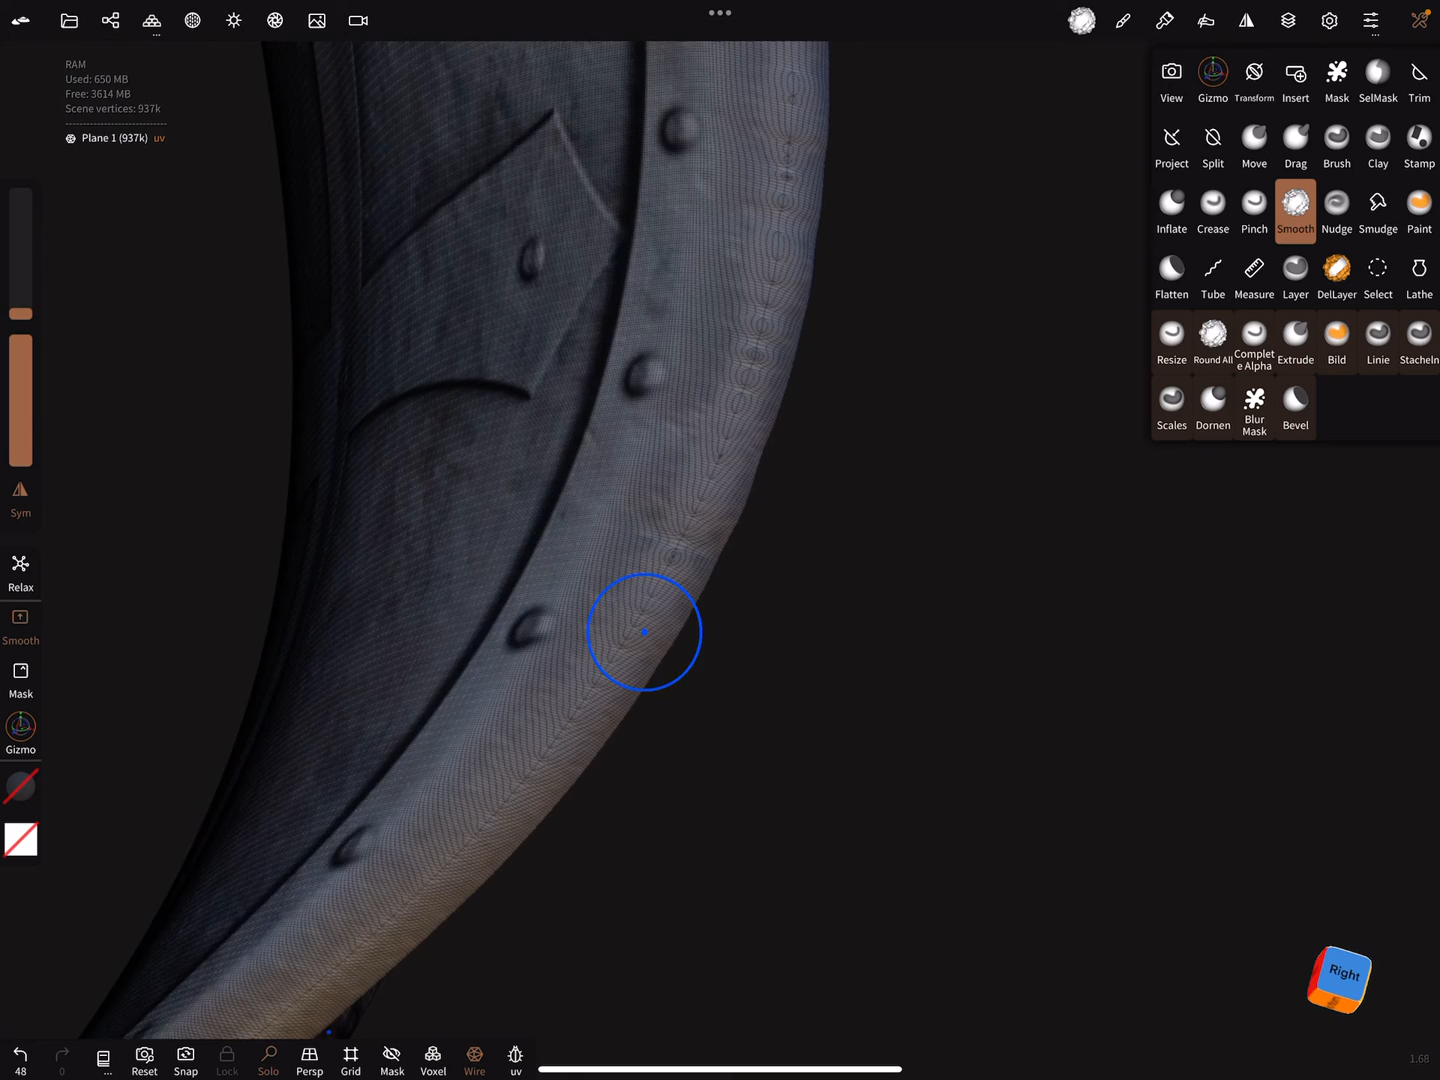 RAM
Used: 650 MB
Free: 3614 MB
Scene vertices: 937k
Plane 1 (937k) uv
View
Gizmo
Transform
Insert
Mask
SelMask
Trim
Project
Split
Move
Drag
Brush
Clay
Stamp
Inflate
Crease
Pinch
Smooth
Nudge
Smudge
Paint
Flatten
Tube
Measure
Layer
DelLayer
Select
Lathe
Resize
Round All
Complet
e Alpha
Extrude
Bild
Linie
Stacheln
Scales
Dornen
Blur
Mask
Bevel
Sym
Relax
Smooth
Mask
Gizmo
Right
48
0
...
Reset
Snap
Lock
Solo
Persp
Grid
Mask
Voxel
Wire
uv
1.68